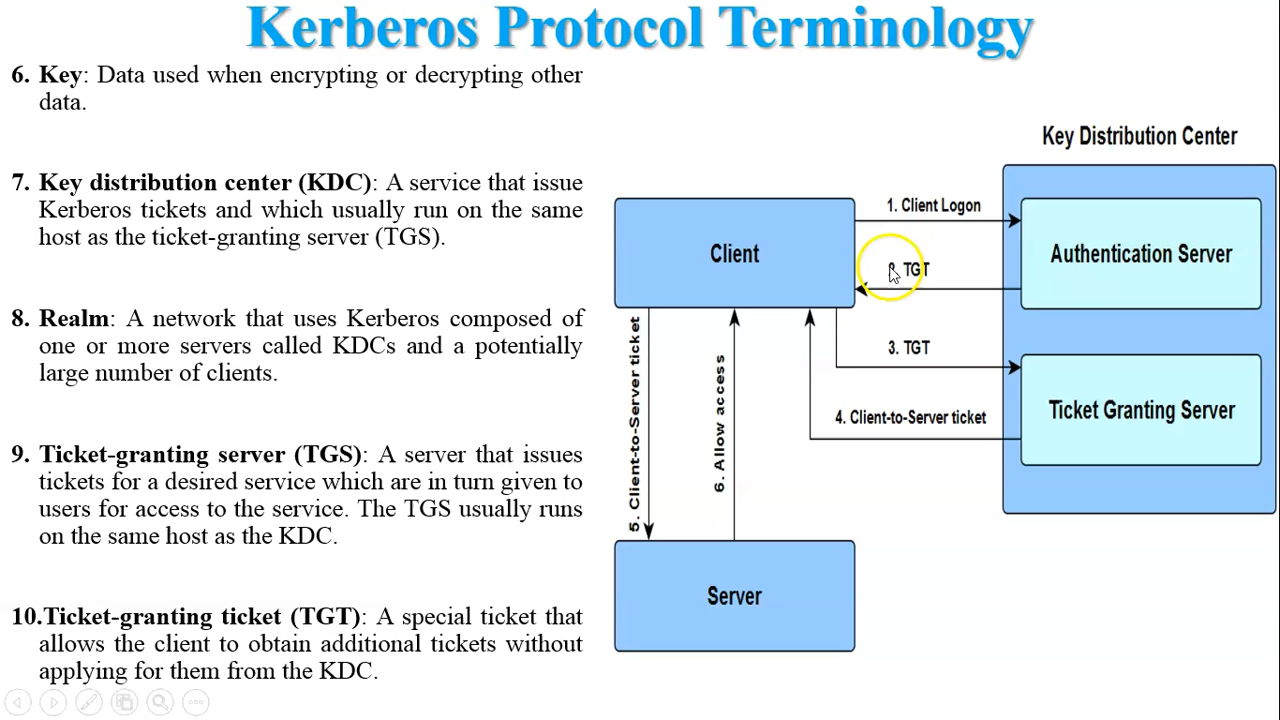 Kerberos Protocol Terminology
6. Key: Data used when encrypting or decrypting other
data.
7. Key distribution center (KDC): A service that issue
Kerberos tickets and which usually run on the same
host as the ticket-granting server (TGS).
8. Realm: A network that uses Kerberos composed of
one or more servers called KDCs and a potentially
large number of clients.
9. Ticket-granting server (TGS): A server that issues
tickets for a desired service which are in turn given to
users for access to the service. The TGS usually runs
on the same host as the KDC.
10.Ticket-granting ticket (TGT): A special ticket that
allows the client to obtain additional tickets without
applying for them from the KDC.
Key Distribution Center
Client
1. Client Logon
Authentication Server
TGT
3. TGT
Ticket Granting Server
4. Client-to-Server ticket
5. Client-to-Server ticket
6. Allow access
Server